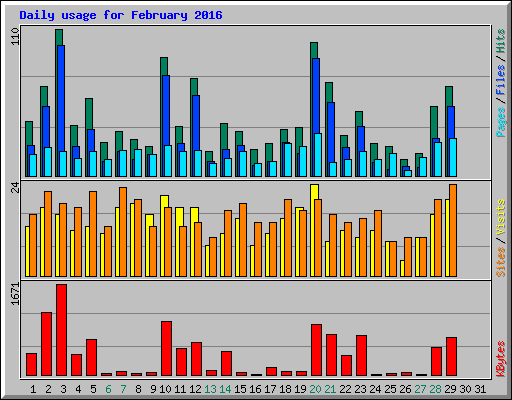 Daily usage for February 2016
110
Pages / Files / Hits
24
Sites / Visits
1671
KBytes
1 2 3 4 5 6 7 8 9 10 11 12 13 14 15 16 17 18 19 20 21 22 23 24 25 26 27 28 29 30 31